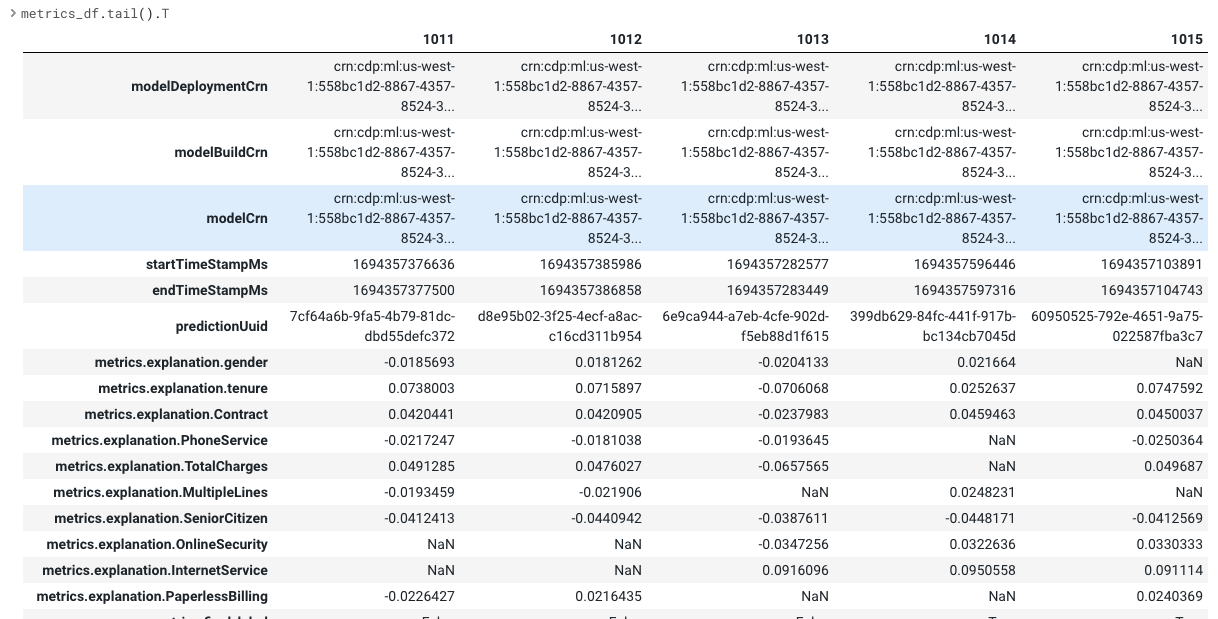 > metrics_df.tail().T
1011 1012 1013 1014 1015
crn:cdp:ml:us-west- crn:cdp:ml:us-west- crn:cdp:ml:us-west- crn:cdp:ml:us-west- crn:cdp:ml:us-west-
modelDeploymentCrn 1:558bc1d2-8867-4357- 1:558bc1d2-8867-4357- 1:558bc1d2-8867-4357- 1:558bc1d2-8867-4357- 1:558bc1d2-8867-4357-
8524-3... 8524-3... 8524-3... 8524-3... 8524-3...
crn:cdp:ml:us-west- crn:cdp:ml:us-west- crn:cdp:ml:us-west- crn:cdp:ml:us-west- crn:cdp:ml:us-west-
modelBuildCrn 1:558bc1d2-8867-4357- 1:558bc1d2-8867-4357- 1:558bc1d2-8867-4357- 1:558bc1d2-8867-4357- 1:558bc1d2-8867-4357-
8524-3... 8524-3... 8524-3... 8524-3... 8524-3...
crn:cdp:ml:us-west- crn:cdp:ml:us-west- crn:cdp:ml:us-west- crn:cdp:ml:us-west- crn:cdp:ml:us-west-
modelCrn 1:558bc1d2-8867-4357- 1:558bc1d2-8867-4357- 1:558bc1d2-8867-4357- 1:558bc1d2-8867-4357- 1:558bc1d2-8867-4357-
8524-3... 8524-3... 8524-3... 8524-3... 8524-3...
startTimeStampMs 1694357376636 1694357385986 1694357282577 1694357596446 1694357103891
endTimeStampMs 1694357377500 1694357386858 1694357283449 1694357597316 1694357104743
predictionUuid 7cf64a6b-9fa5-4b79-81dc- d8e95b02-3f25-4ecf-a8ac- 6e9ca944-a7eb-4cfe-902d- 399db629-84fc-441f-917b- 60950525-792e-4651-9a75-
dbd55defc372 c16cd311b954 f5eb88d1f615 bc134cb7045d 022587fba3c7
metrics.explanation.gender -0.0185693 0.0181262 -0.0204133 0.021664 NaN
metrics.explanation.tenure 0.0738003 0.0715897 -0.0706068 0.0252637 0.0747592
metrics.explanation.Contract 0.0420441 0.0420905 -0.0237983 0.0459463 0.0450037
metrics.explanation.PhoneService -0.0217247 -0.0181038 -0.0193645 NaN -0.0250364
metrics.explanation.TotalCharges 0.0491285 0.0476027 -0.0657565 NaN 0.049687
metrics.explanation.MultipleLines -0.0193459 -0.021906 NaN 0.0248231 NaN
metrics.explanation.SeniorCitizen -0.0412413 -0.0440942 -0.0387611 -0.0448171 -0.0412569
metrics.explanation.OnlineSecurity NaN NaN -0.0347256 0.0322636 0.0330333
metrics.explanation.InternetService NaN NaN 0.0916096 0.0950558 0.091114
metrics.explanation.PaperlessBilling -0.0226427 0.0216435 NaN NaN 0.0240369